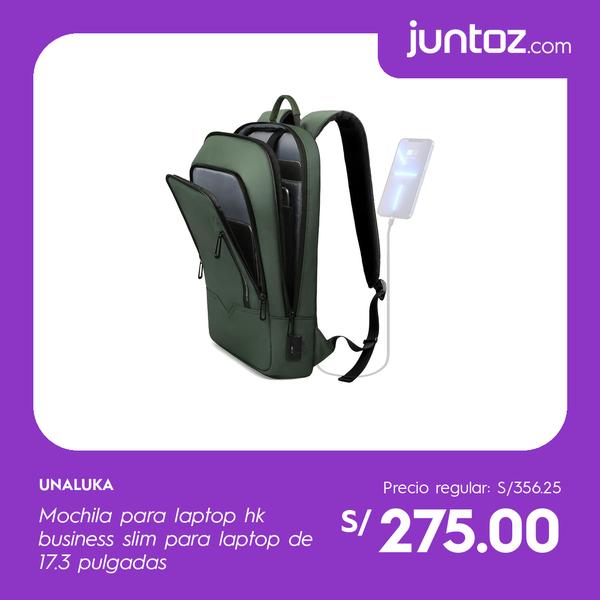 juntoz.com
UNALUKA
Mochila para laptop hk
business slim para laptop de
17.3 pulgadas
Precio regular: S/356.25
S/ 275.00